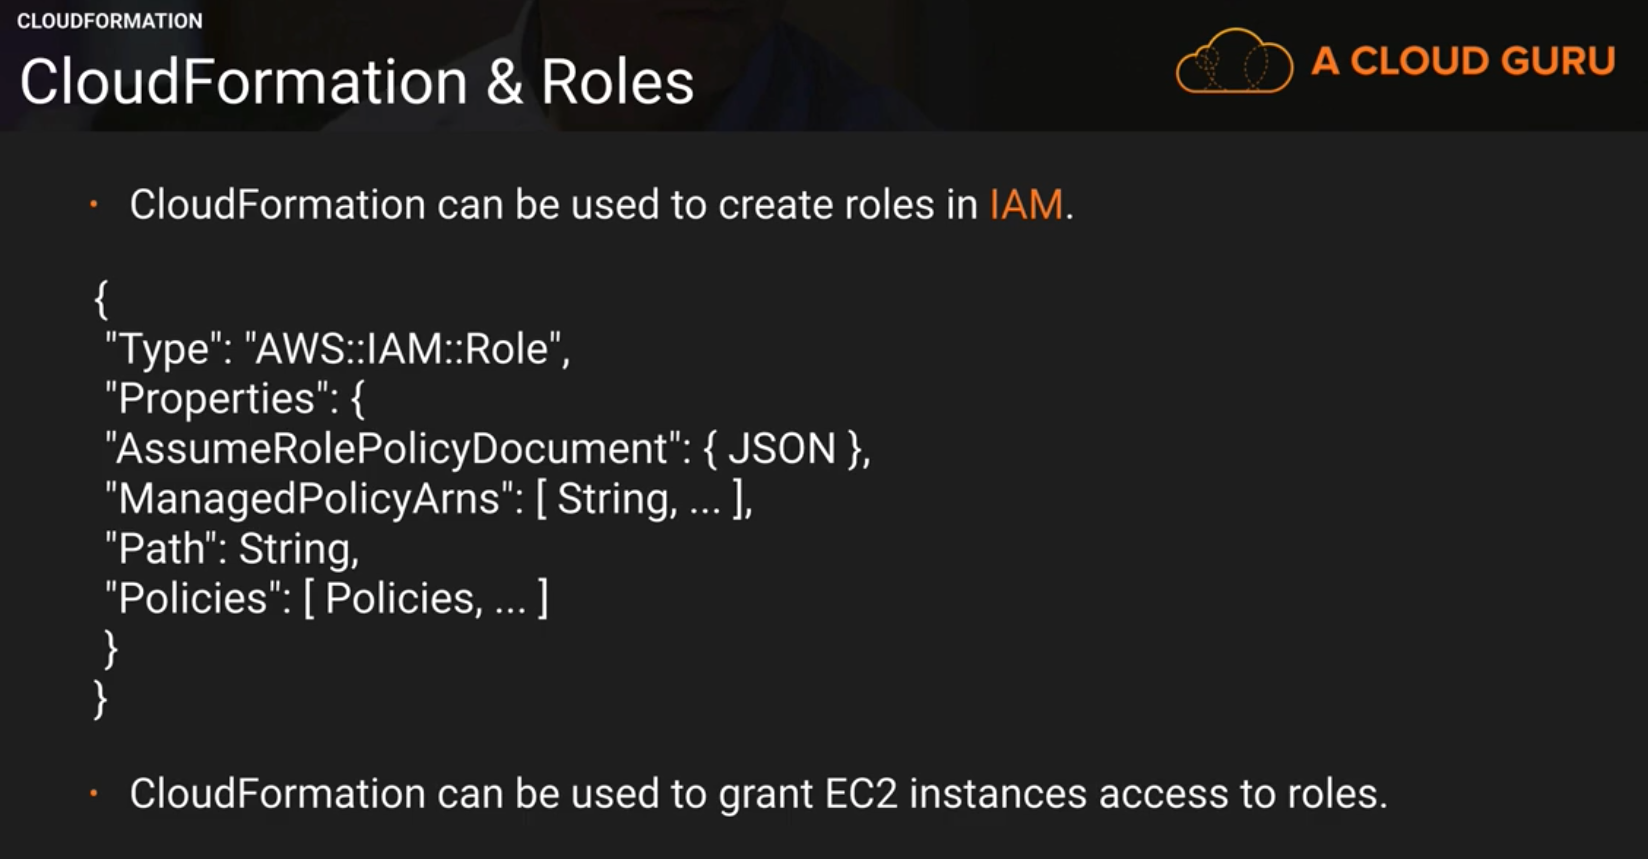 CLOUDFORMATION
CloudFormation & Roles
A CLOUD GURU
· CloudFormation can be used to create roles in IAM.
{
"Type": "AWS::IAM::Role",
"Properties": {
"AssumeRolePolicyDocument": { JSON },
"ManagedPolicyArns": [ String, ... ],
"Path": String,
"Policies": [ Policies, ... ]
}
}
· CloudFormation can be used to grant EC2 instances access to roles.